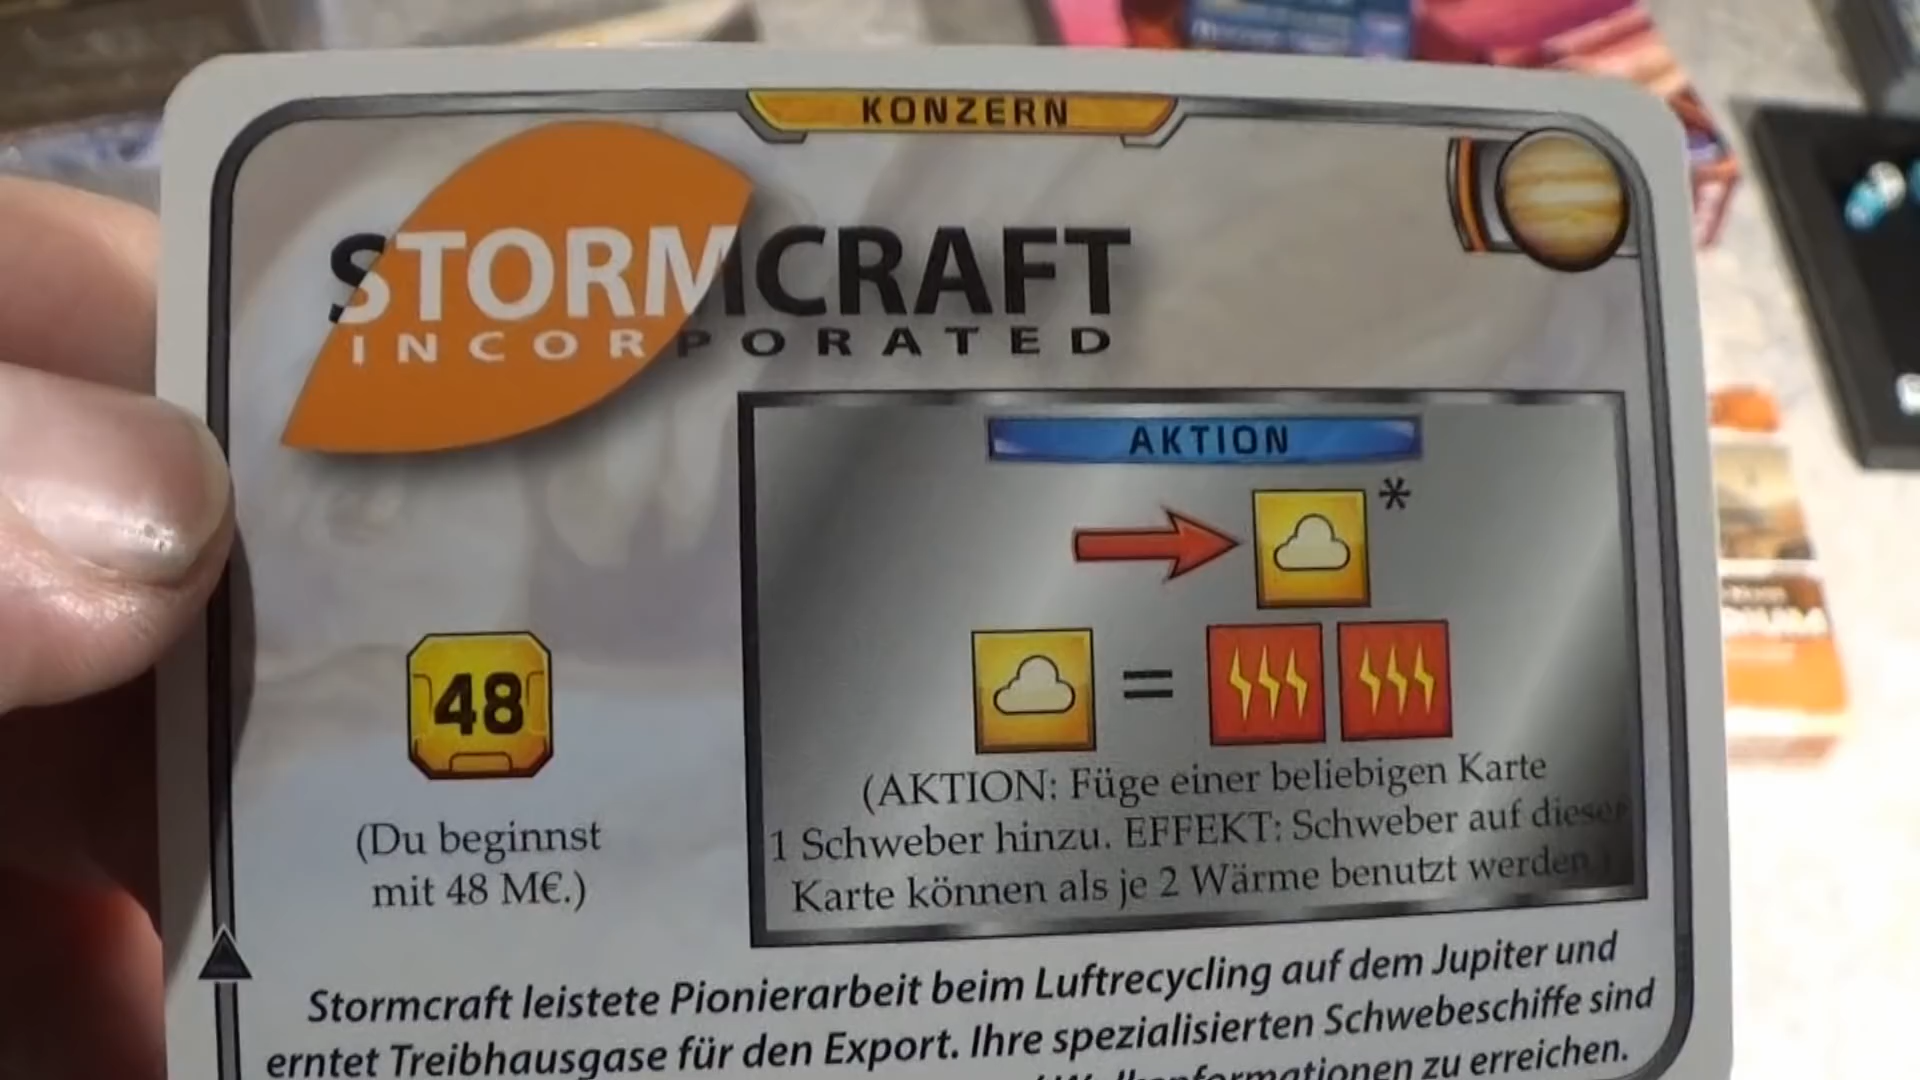 KONZERN
STORMCRAFT
INCORPORATED
AKTION
*
=
48
(Du beginnst
mit 48 M€.)
(AKTION: Füge einer beliebigen Karte
1 Schweber hinzu. EFFEKT: Schweber auf dieser
Karte können als je 2 Wärme benutzt werden.)
Stormcraft leistete Pionierarbeit beim Luftrecycling auf dem Jupiter und
erntet Treibhausgase für den Export. Ihre spezialisierten Schwebeschiffe sind
zu erreichen.